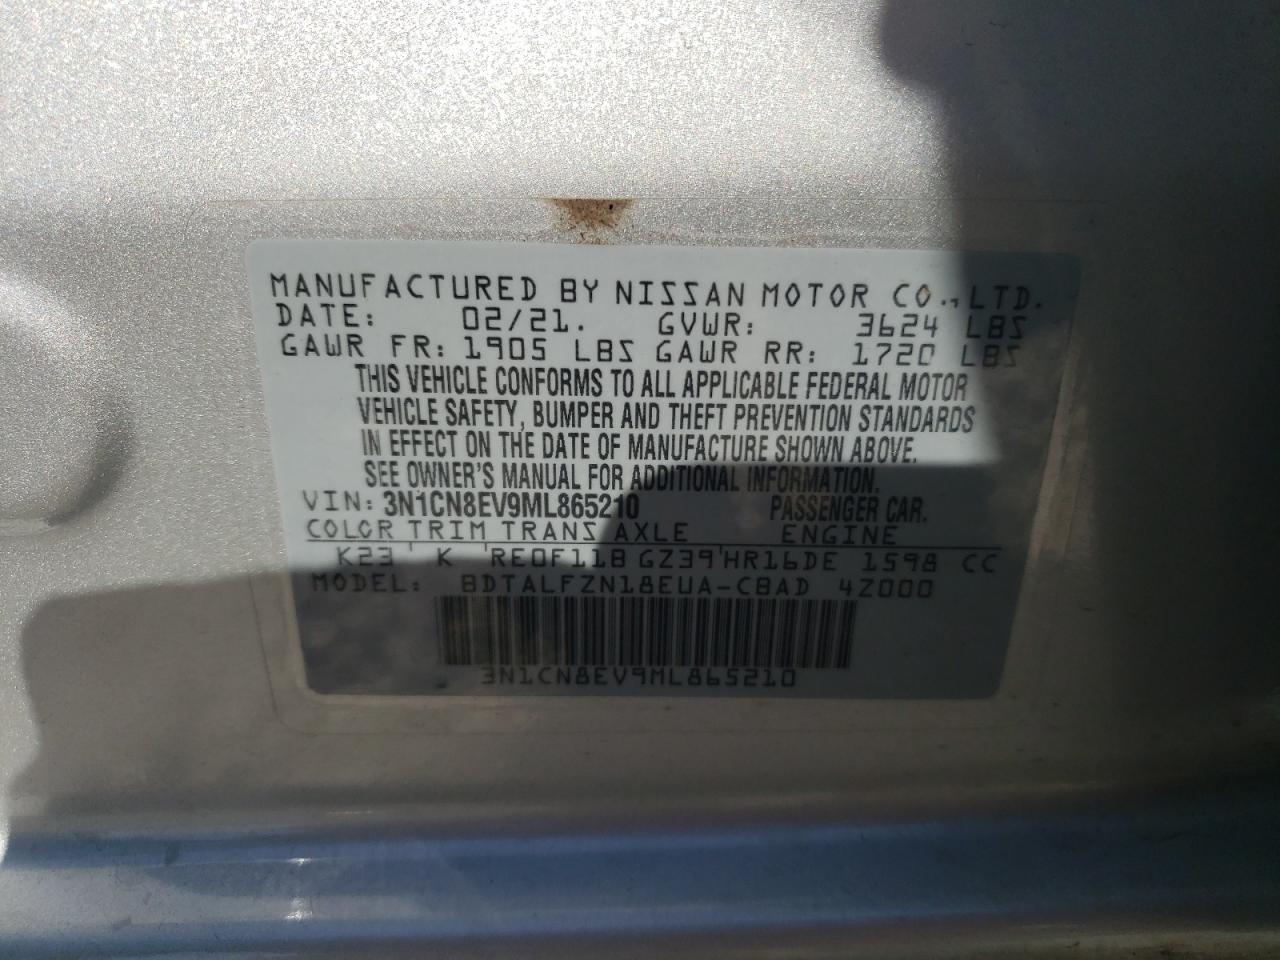 MANUFACTURED BY NISSAN MOTOR CO., LTD.
DATE: 02/21. GVWR: 3624 LBS
GAWR FR: 1905 LBS GAWR RR: 1720 LBS
THIS VEHICLE CONFORMS TO ALL APPLICABLE FEDERAL MOTOR
VEHICLE SAFETY, BUMPER AND THEFT PREVENTION STANDARDS
IN EFFECT ON THE DATE OF MANUFACTURE SHOWN ABOVE.
SEE OWNER'S MANUAL FOR ADDITIONAL INFORMATION.
VIN: 3N1CN8EV9ML865210 PASSENGER CAR.
COLOR TRIM TRANS AXLE ENGINE
K23 K RE0F11B GZ39 HR16DE 1598 CC
MODEL: BDTALFZN18EUA-CBAD 4Z000
3N1CN8EV9ML865210